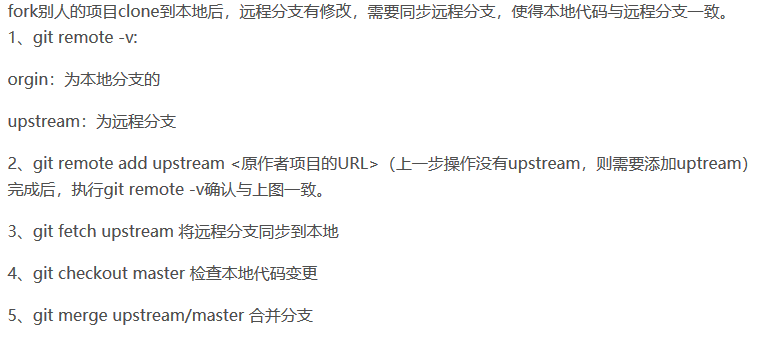 fork别人的项目clone到本地后，远程分支有修改，需要同步远程分支，使得本地代码与远程分支一致。
1、git remote -v:
orgin：为本地分支的
upstream：为远程分支
2、git remote add upstream <原作者项目的URL>（上一步操作没有upstream，则需要添加uptream）
完成后，执行git remote -v确认与上图一致。
3、git fetch upstream 将远程分支同步到本地
4、git checkout master 检查本地代码变更
5、git merge upstream/master 合并分支